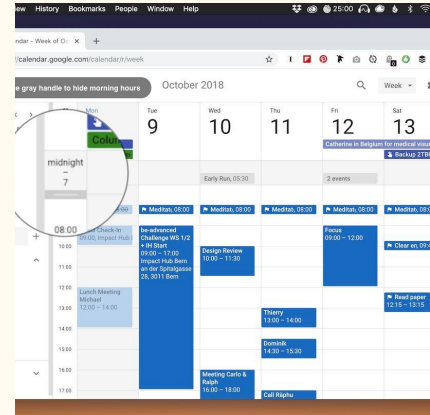 ew History Bookmarks People Window Help
25:00
ndar - Week of Oc
//calendar.google.com/calendar/r/week
e gray handle to hide morning hours
October 2018
Week
Mon
Tue
Wed
Thu
Fri
Sat
9
10
11
12
13
Colu
Catherine in Belgium for medical visu
Backup 2TB
midnight
–
7
08:00
Early Run, 05:30
2 events
Meditati, 08:00
Meditati, 08:00
Meditati, 08:00
Meditati, 08:00
Meditati, 08:0
Check-in
09:00, Impact Hub
be-advanced
Challenge WS 1/2
+ IH Start
09:00 – 17:00
Impact Hub Bern
an der Spitalgasse
28, 3011 Bern
Focus
09:00 – 12:00
Design Review
10:00 – 11:30
Clear en, 09:4
10:00
11:00
12:00
13:00
14:00
15:00
16:00
17:00
Lunch Meeting
Michael
12:00 – 14:00
Read paper
12:15 – 13:15
Thierry
13:00 – 14:00
Dominik
14:30 – 15:30
Meeting Carlo &
Ralph
16:00 – 18:00
Call Räphu